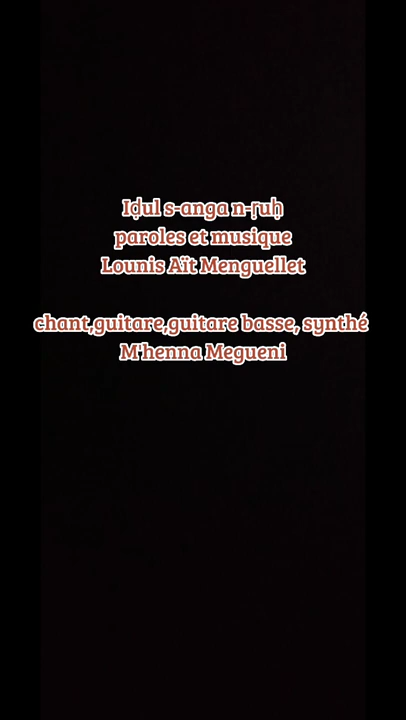 Iḍul s-anga n-ṛuḥ
paroles et musique
Lounis Aït Menguellet
chant,guitare,guitare basse, synthé
M'henna Megueni